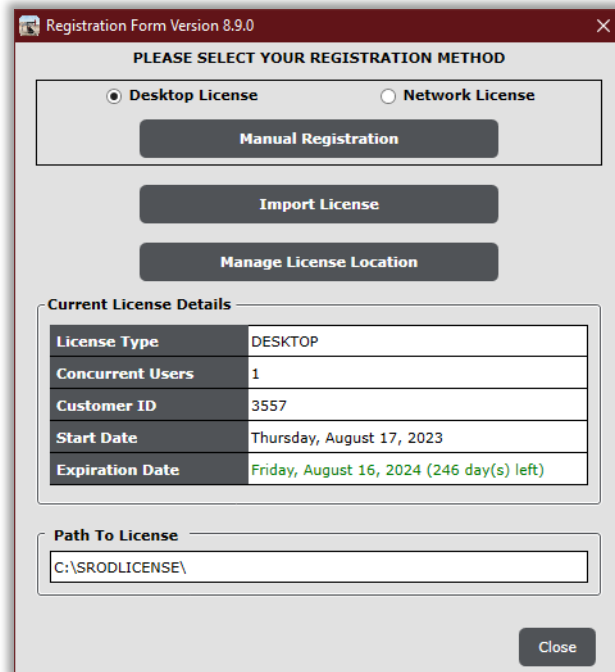 Registration Form Version 8.9.0
PLEASE SELECT YOUR REGISTRATION METHOD
Desktop License Network License
Manual Registration
Import License
Manage License Location
Current License Details
License Type DESKTOP
Concurrent Users 1
Customer ID 3557
Start Date Thursday, August 17, 2023
Expiration Date Friday, August 16, 2024 (246 day(s) left)
Path To License
C:\SRODLICENSE\
Close